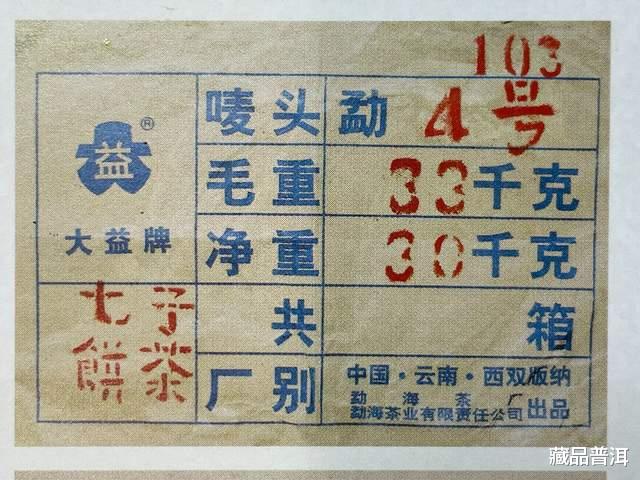 103
益®
大益牌
唛头 勐4号
毛重 33千克
净重 30千克
七子
餅茶
共 箱
厂别
中国·云南·西双版纳
勐海茶厂
勐海茶业有限责任公司 出品
藏品普洱